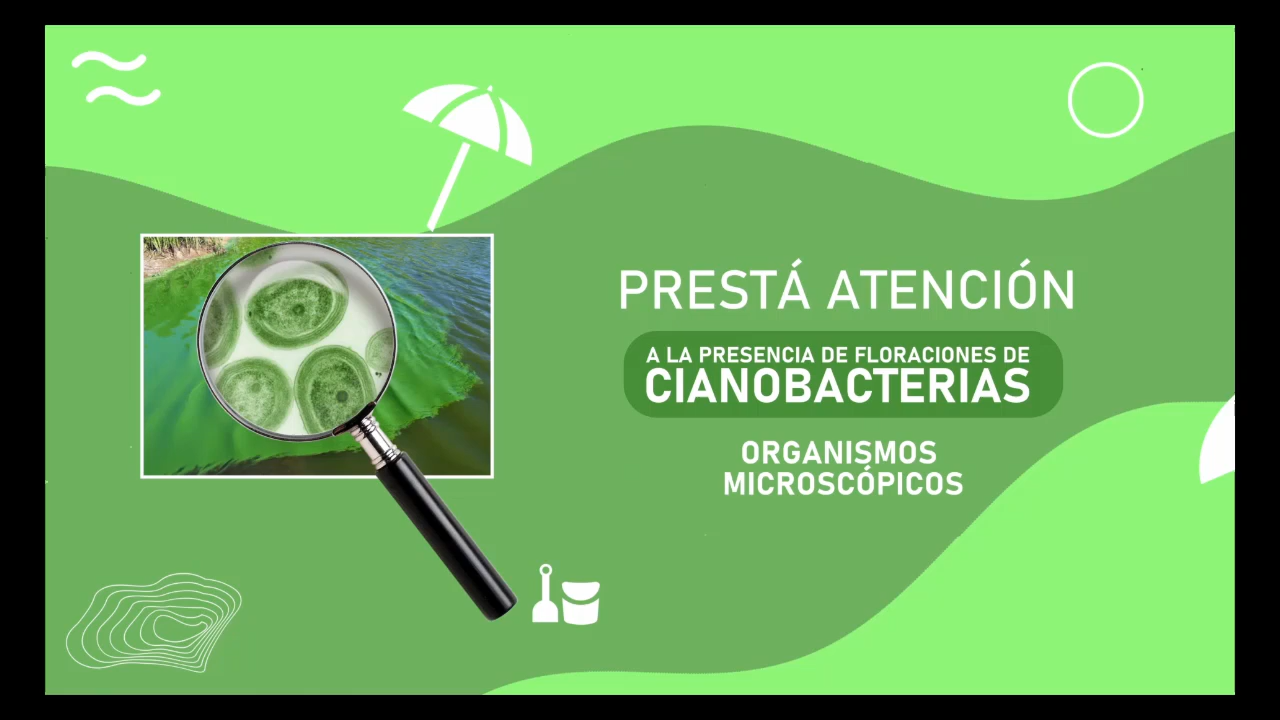 PRESTÁ ATENCIÓN
A LA PRESENCIA DE FLORACIONES DE
CIANOBACTERIAS
ORGANISMOS
MICROSCÓPICOS